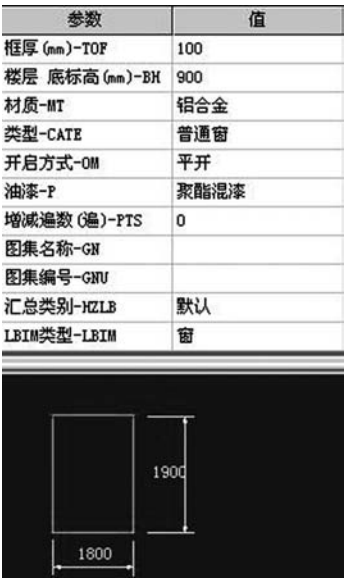 参数 值
框厚(mm)-TOF 100
楼层 底标高(mm)-BH 900
材质-MT 铝合金
类型-CATE 普通窗
开启方式-OM 平开
油漆-P 聚酯混漆
增减遍数(遍)-PTS 0
图集名称-GN
图集编号-GNU
汇总类别-HZLB 默认
LBIM类型-LBIM 窗
1900
1800